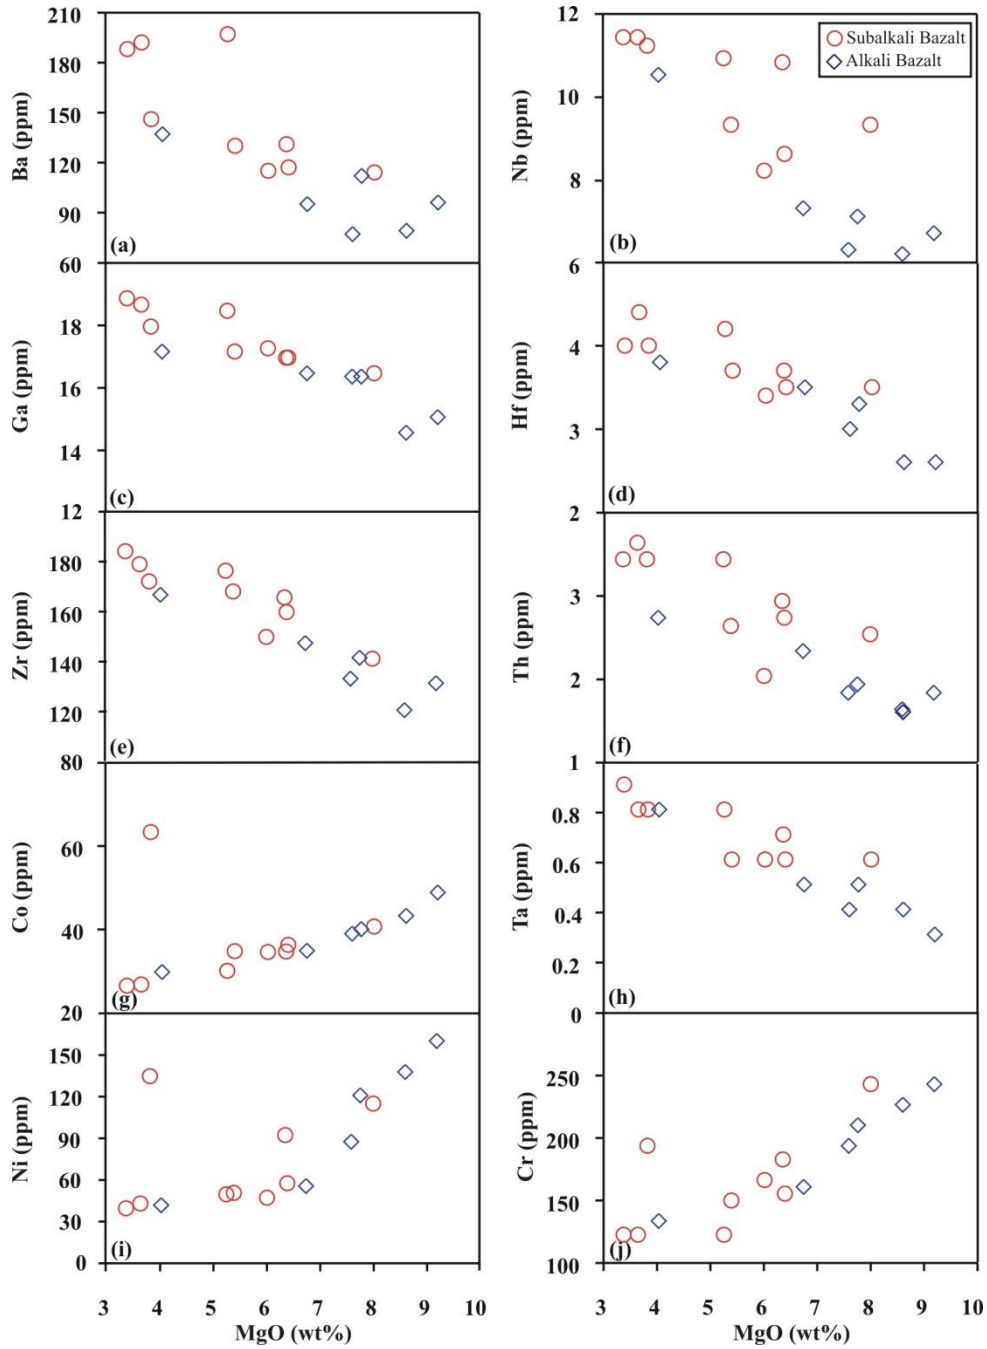 210
180
150
120
90
60
Ba (ppm)
(a)
12
10
8
6
Nb (ppm)
(b)
Subalkali Bazalt
Alkali Bazalt
18
16
14
12
Ga (ppm)
(c)
4
3
2
Hf (ppm)
(d)
180
160
140
120
80
Zr (ppm)
(e)
3
2
1
Th (ppm)
(f)
60
40
20
Co (ppm)
(g)
0.8
0.6
0.4
0.2
0
Ta (ppm)
(h)
150
120
90
60
30
0
Ni (ppm)
(i)
250
200
150
100
Cr (ppm)
(j)
3 4 5 6 7 8 9 10
MgO (wt%)
3 4 5 6 7 8 9 10
MgO (wt%)